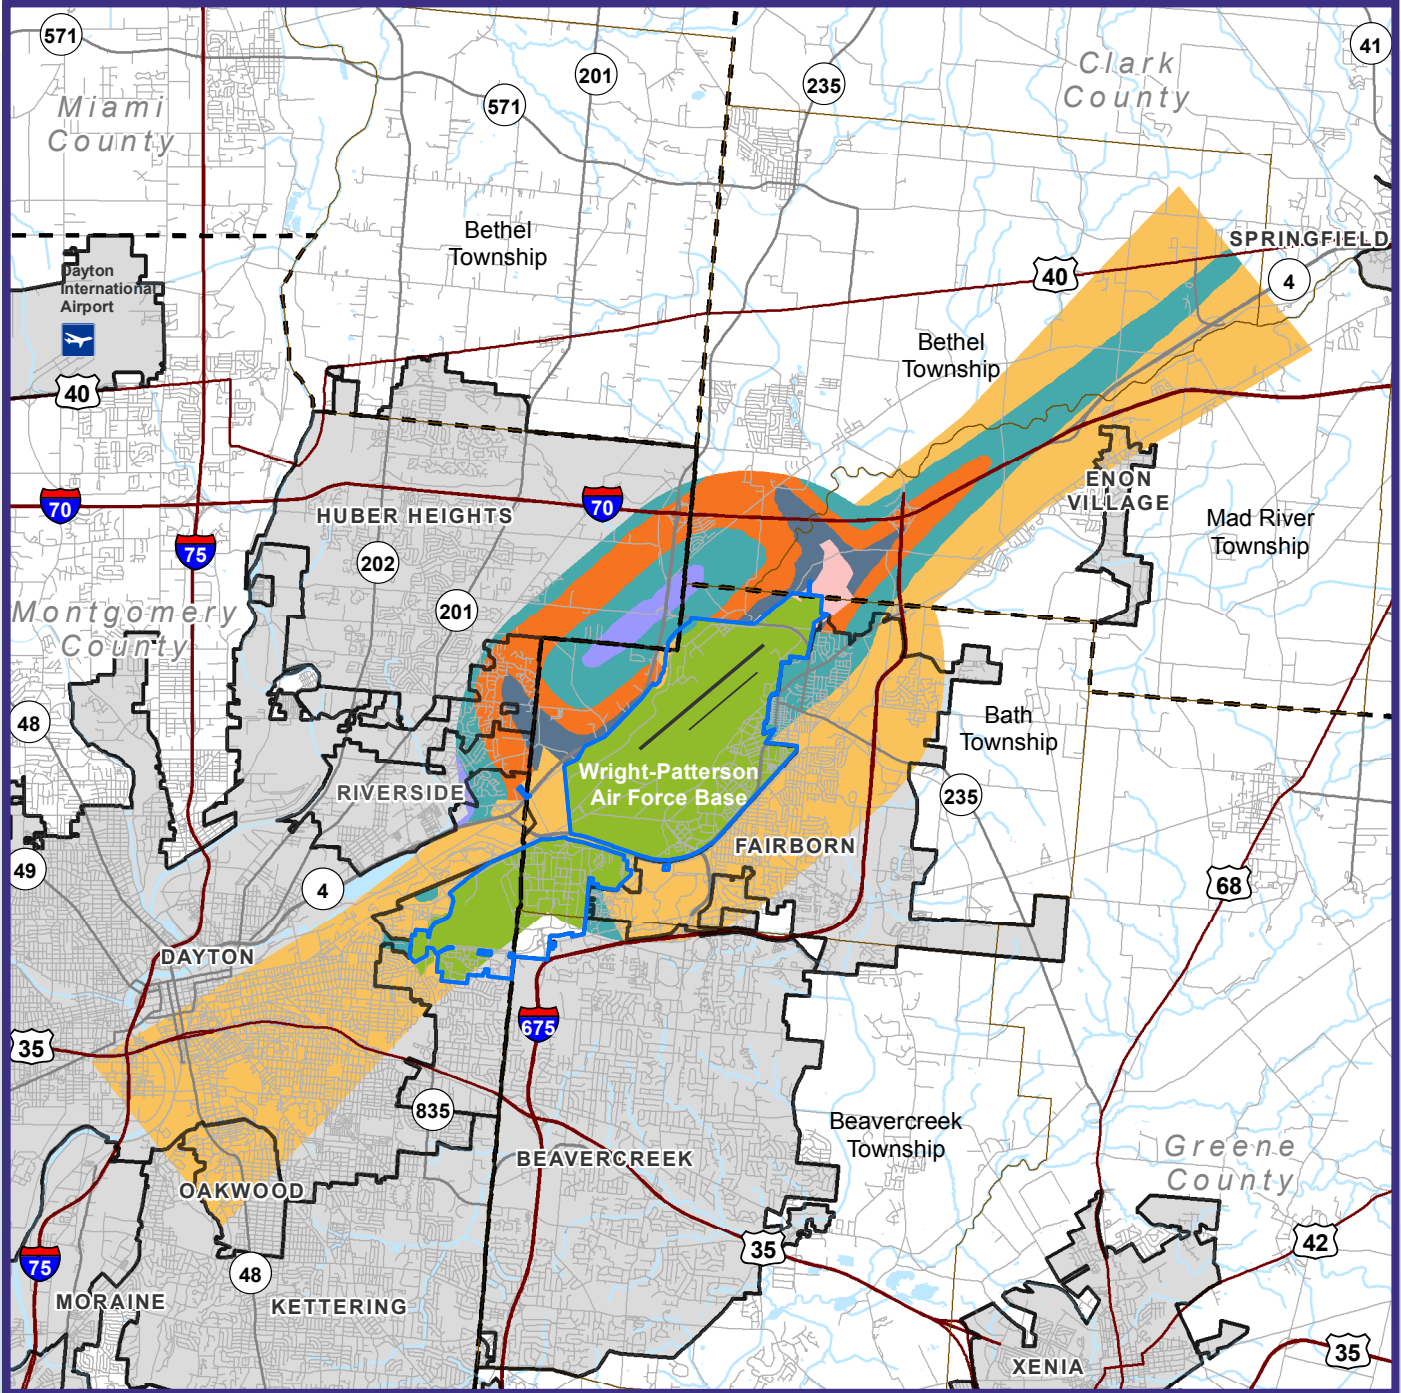 571
41
201
235
571
Clark
County
Miami
County
Bethel
Township
SPRINGFIELD
40
4
Dayton
International
Airport
Bethel
Township
40
ENON
VILLAGE
70
70
HUBER HEIGHTS
Mad River
Township
75
202
201
Montgomery
County
48
Bath
Township
Wright-Patterson
Air Force Base
RIVERSIDE
235
FAIRBORN
49
4
68
DAYTON
675
35
835
Beavercreek
Township
Greene
County
BEAVERCREEK
OAKWOOD
35
42
75
48
MORAINE
KETTERING
35
XENIA